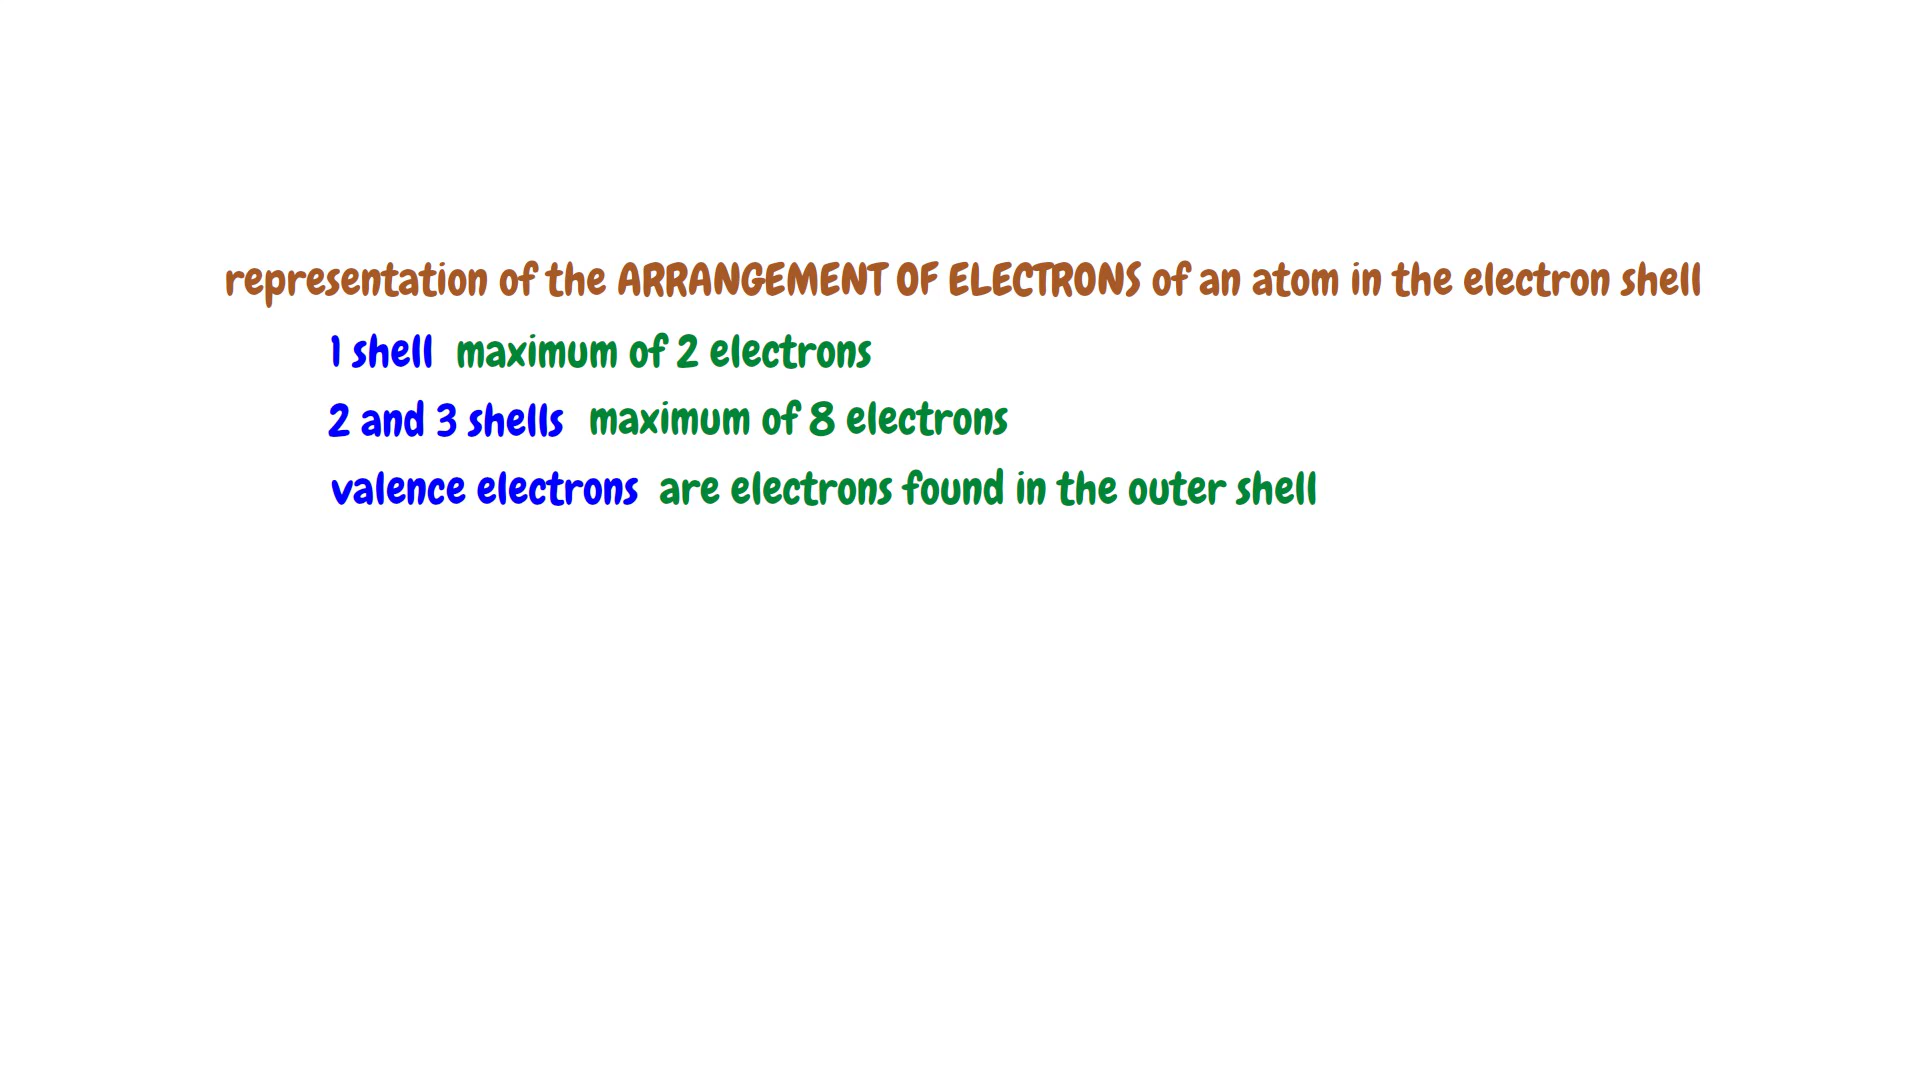 representation of the ARRANGEMENT OF ELECTRONS of an atom in the electron shell
1 shell maximum of 2 electrons
2 and 3 shells maximum of 8 electrons
valence electrons are electrons found in the outer shell